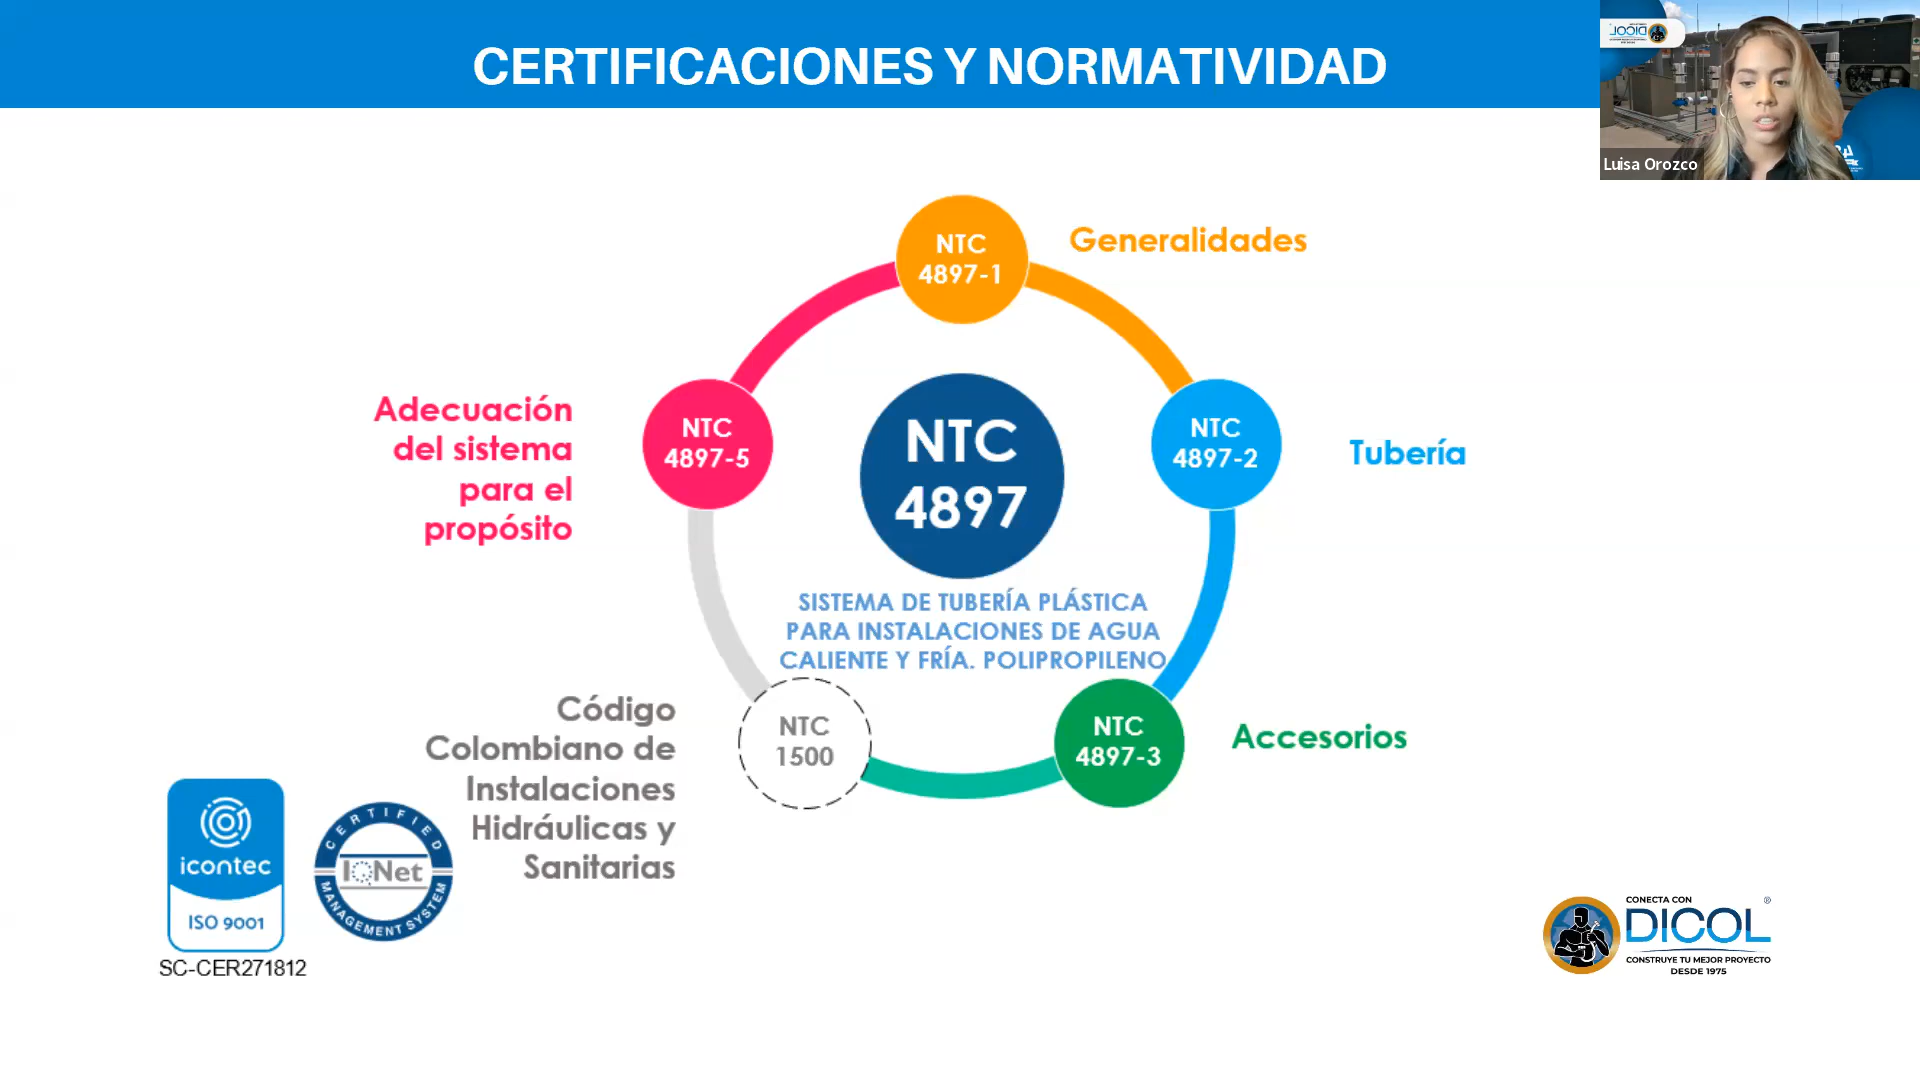 CERTIFICACIONES Y NORMATIVIDAD
DICOL
Luisa Orozco
NTC
4897-1
Generalidades
NTC
4897-2
Tubería
NTC
4897-3
Accesorios
NTC
1500
Código
Colombiano de
Instalaciones
Hidráulicas y
Sanitarias
NTC
4897-5
Adecuación
del sistema
para el
propósito
NTC
4897
SISTEMA DE TUBERÍA PLÁSTICA
PARA INSTALACIONES DE AGUA
CALIENTE Y FRÍA. POLIPROPILENO
icontec
ISO 9001
SC-CER271812
CERTIFIED
IQNet
MANAGEMENT SYSTEM
CONECTA CON
DICOL®
CONSTRUYE TU MEJOR PROYECTO
DESDE 1975